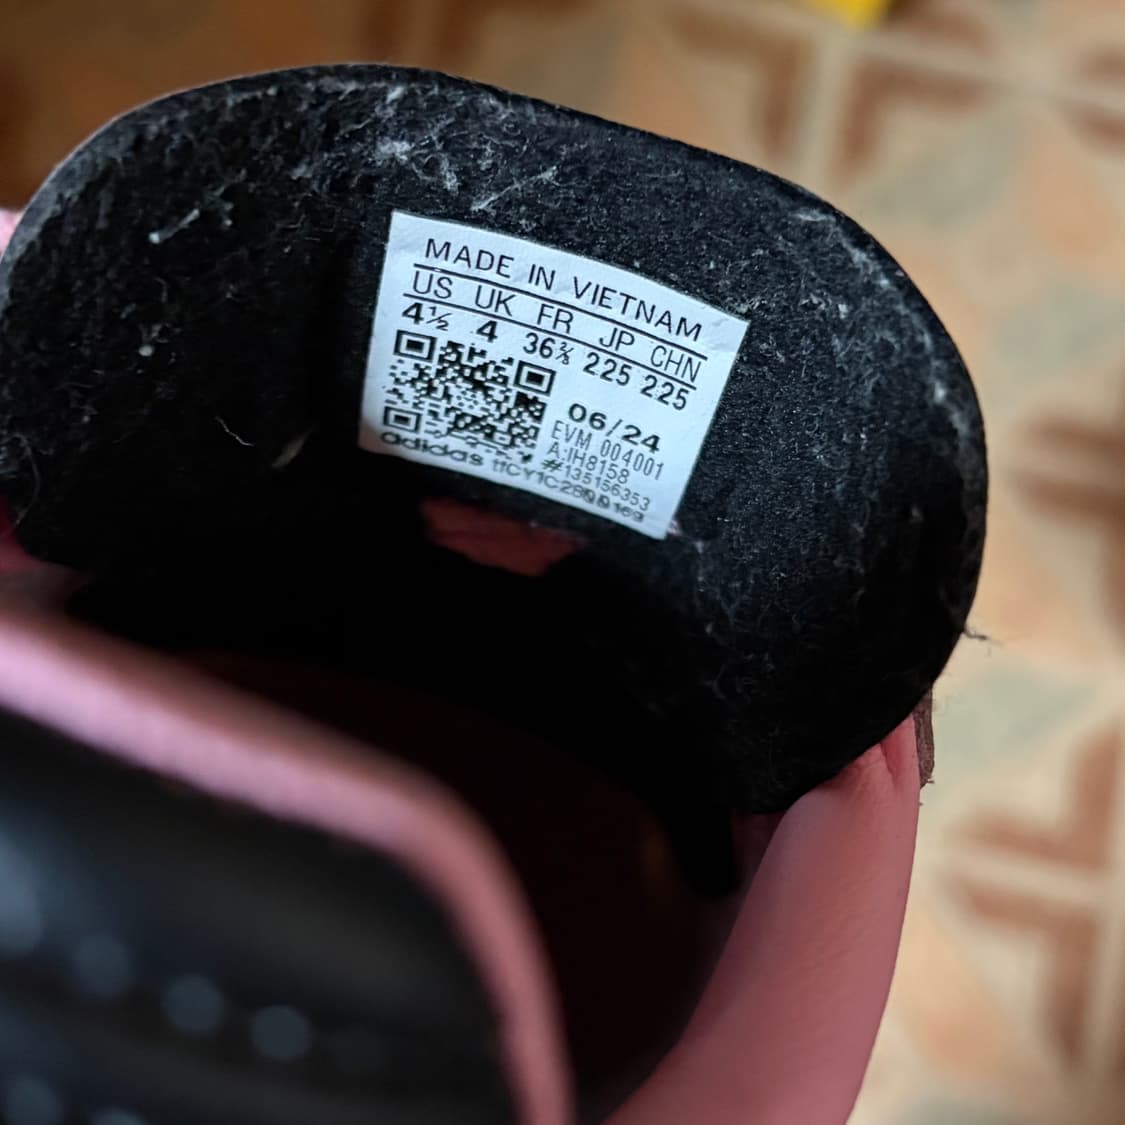 MADE IN VIETNAM
US UK FR JP CHN
4½ 4 36⅔ 225 225
06/24
EVM 004001
A:IH8158
#135156353
adidas